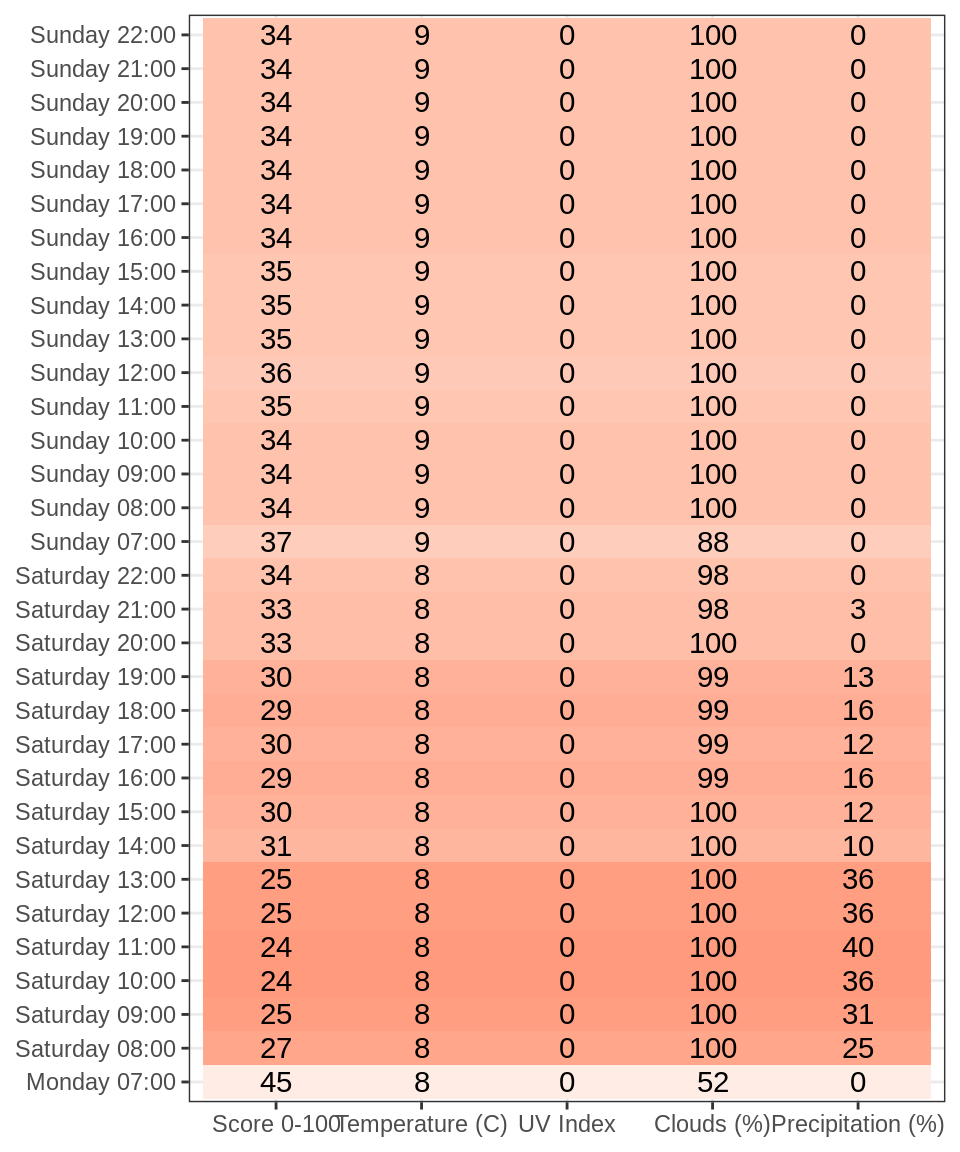 Sunday 22:00 34 9 0 100 0
Sunday 21:00 34 9 0 100 0
Sunday 20:00 34 9 0 100 0
Sunday 19:00 34 9 0 100 0
Sunday 18:00 34 9 0 100 0
Sunday 17:00 34 9 0 100 0
Sunday 16:00 34 9 0 100 0
Sunday 15:00 35 9 0 100 0
Sunday 14:00 35 9 0 100 0
Sunday 13:00 35 9 0 100 0
Sunday 12:00 36 9 0 100 0
Sunday 11:00 35 9 0 100 0
Sunday 10:00 34 9 0 100 0
Sunday 09:00 34 9 0 100 0
Sunday 08:00 34 9 0 100 0
Sunday 07:00 37 9 0 88 0
Saturday 22:00 34 8 0 98 0
Saturday 21:00 33 8 0 98 3
Saturday 20:00 33 8 0 100 0
Saturday 19:00 30 8 0 99 13
Saturday 18:00 29 8 0 99 16
Saturday 17:00 30 8 0 99 12
Saturday 16:00 29 8 0 99 16
Saturday 15:00 30 8 0 100 12
Saturday 14:00 31 8 0 100 10
Saturday 13:00 25 8 0 100 36
Saturday 12:00 25 8 0 100 36
Saturday 11:00 24 8 0 100 40
Saturday 10:00 24 8 0 100 36
Saturday 09:00 25 8 0 100 31
Saturday 08:00 27 8 0 100 25
Monday 07:00 45 8 0 52 0
Score 0-100 Temperature (C) UV Index Clouds (%) Precipitation (%)